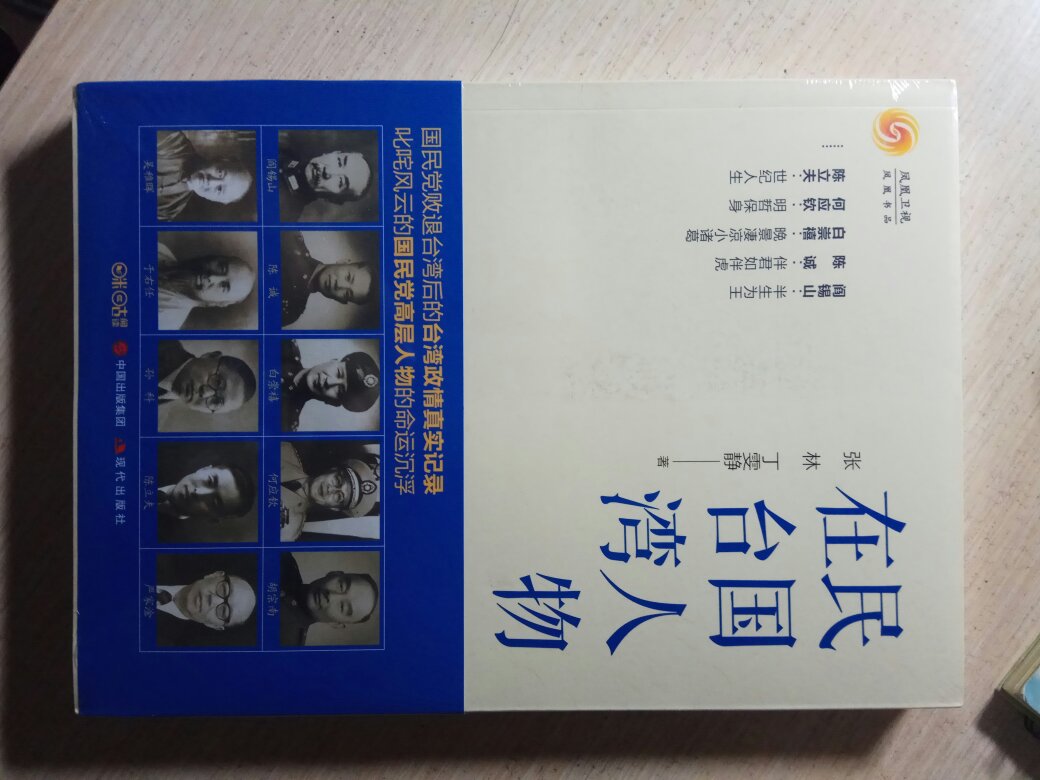 凤凰卫视
凤凰书品
民国人物
在台湾
张 林
丁雯静 著
阎锡山：半生为王
陈 诚：伴君如伴虎
白崇禧：晚景凄凉小诸葛
何应钦：明哲保身
陈立夫：世纪人生
……
国民党败退台湾后的台湾政情真实记录
叱咤风云的国民党高层人物的命运沉浮
阎锡山
陈 诚
白崇禧
何应钦
胡宗南
吴稚晖
于右任
孙 科
陈立夫
严家淦
咪咕阅读
中国出版集团
现代出版社